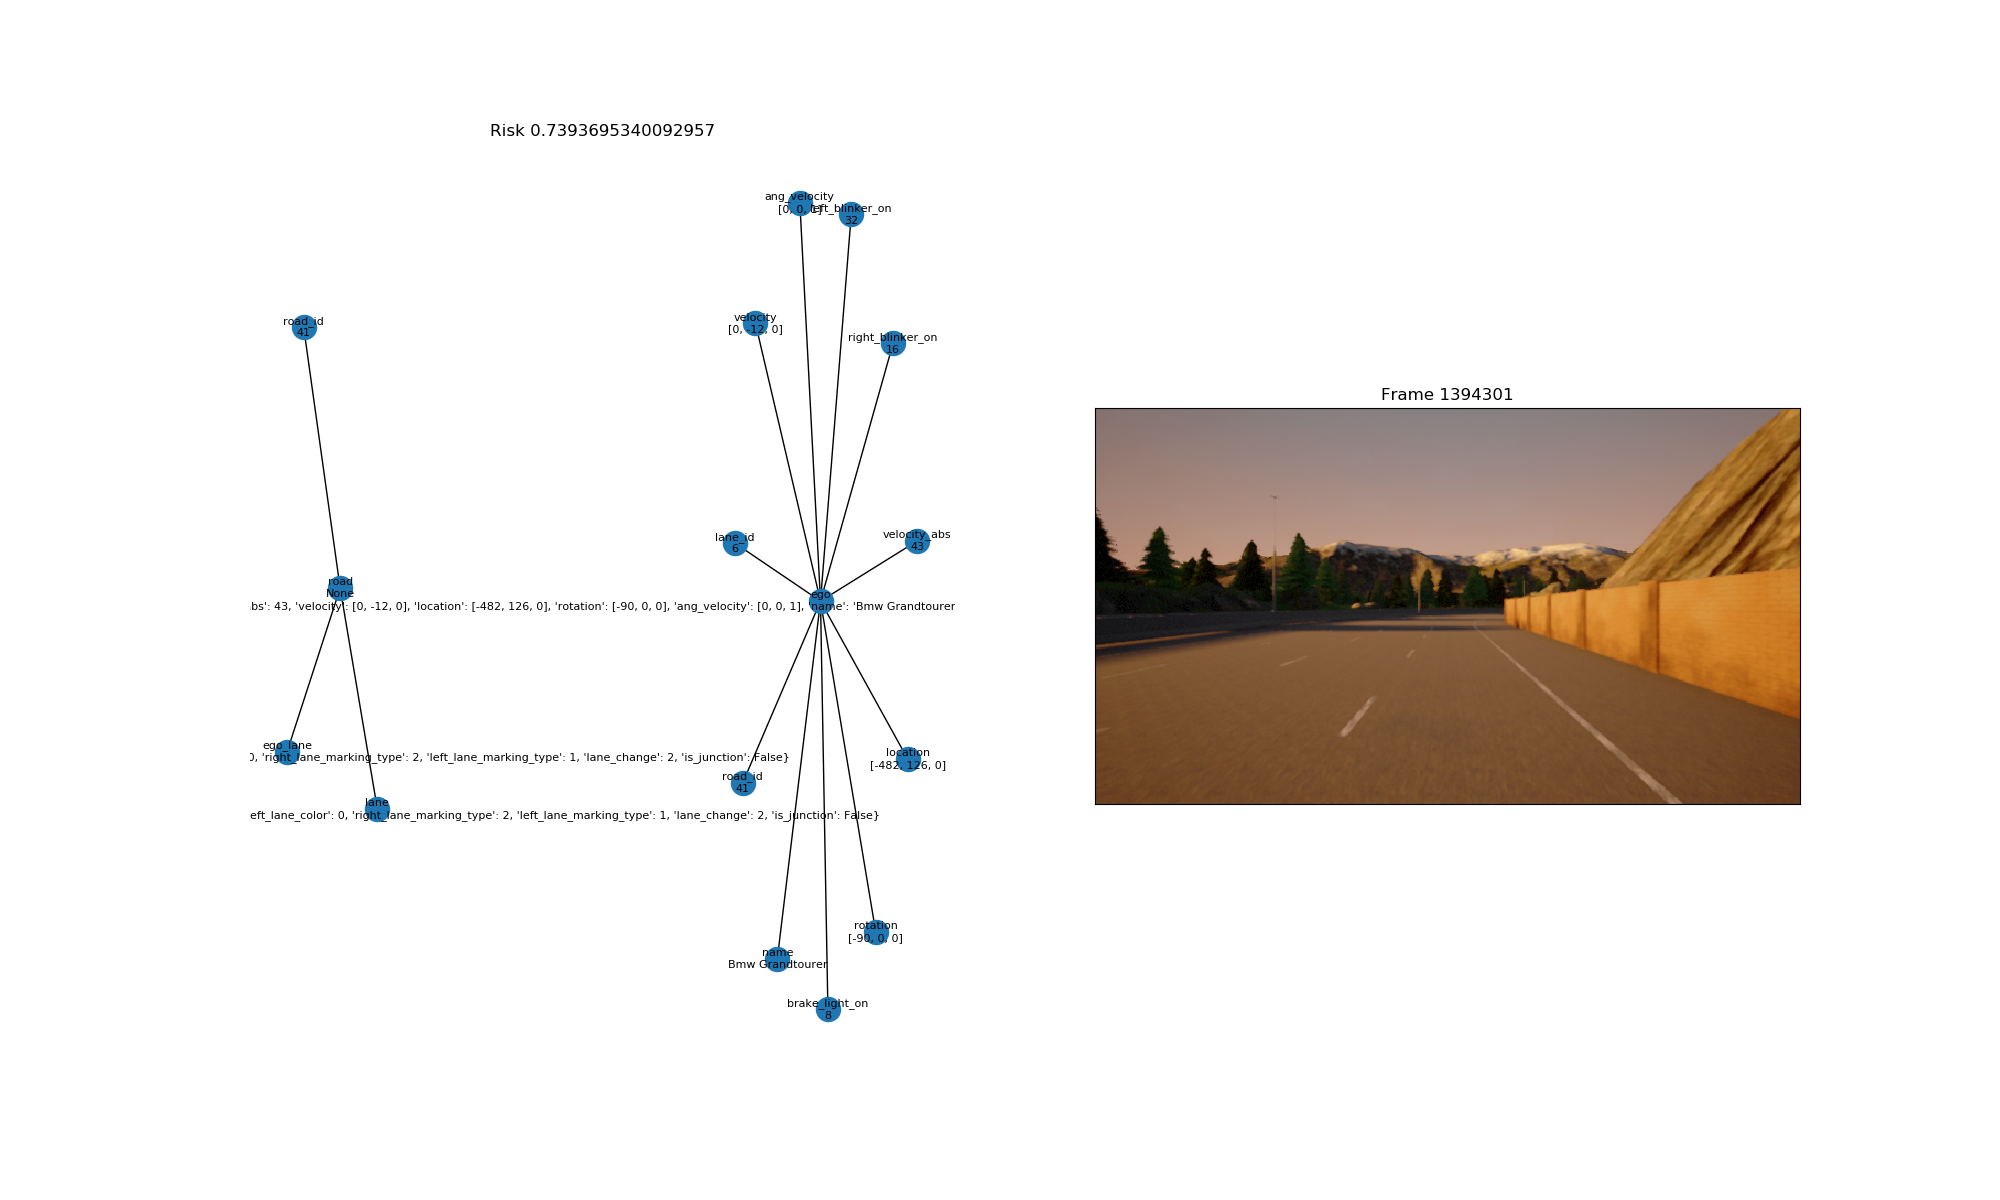 Risk 0.7393695340092957
ang_velocity
[0, 0, 1]
left_blinker_on
32
road_id
41
velocity
[0, -12, 0]
right_blinker_on
16
Frame 1394301
lane_id
6
velocity_abs
43
road
None
ego
bs': 43, 'velocity': [0, -12, 0], 'location': [-482, 126, 0], 'rotation': [-90, 0, 0], 'ang_velocity': [0, 0, 1], 'name': 'Bmw Grandtourer
ego_lane
0, 'right_lane_marking_type': 2, 'left_lane_marking_type': 1, 'lane_change': 2, 'is_junction': False}
location
[-482, 126, 0]
road_id
41
lane
eft_lane_color': 0, 'right_lane_marking_type': 2, 'left_lane_marking_type': 1, 'lane_change': 2, 'is_junction': False}
rotation
[-90, 0, 0]
name
Bmw Grandtourer
brake_light_on
8